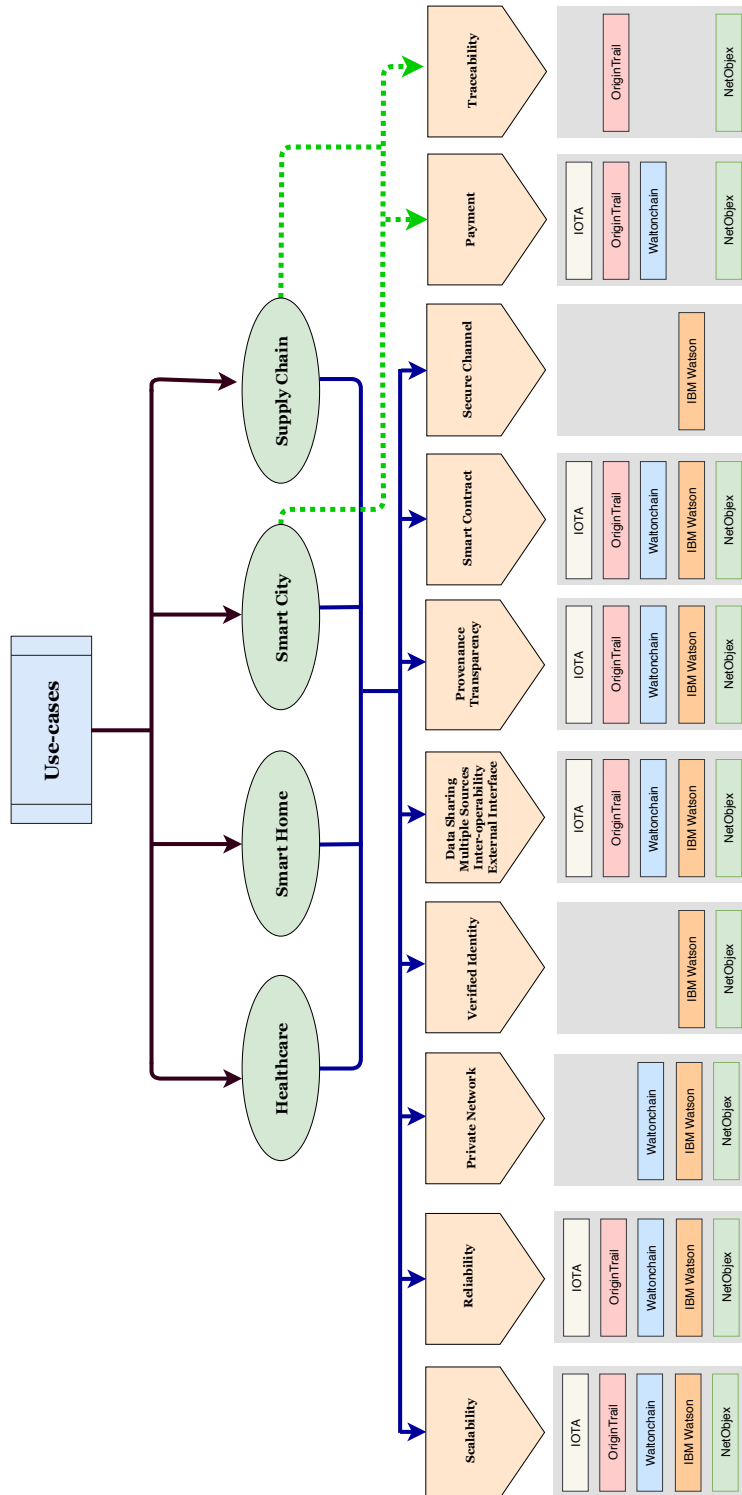 Use-cases
Healthcare
Smart Home
Smart City
Supply Chain
Scalability
Reliability
Private Network
Verified Identity
Data Sharing
Multiple Sources
Inter-operability
External Interface
Provenance
Transparency
Smart Contract
Secure Channel
Payment
Traceability
IOTA
OriginTrail
Waltonchain
IBM Watson
NetObjex
IOTA
OriginTrail
Waltonchain
IBM Watson
NetObjex
Waltonchain
IBM Watson
NetObjex
IBM Watson
NetObjex
IOTA
OriginTrail
Waltonchain
IBM Watson
NetObjex
IOTA
OriginTrail
Waltonchain
IBM Watson
NetObjex
IOTA
OriginTrail
Waltonchain
IBM Watson
NetObjex
IBM Watson
IOTA
OriginTrail
Waltonchain
NetObjex
OriginTrail
NetObjex